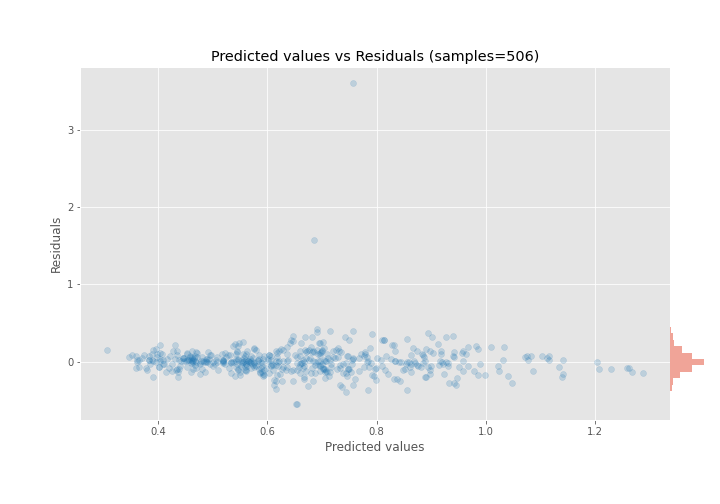 Predicted values vs Residuals (samples=506)
3
2
1
0
Residuals
0.4 0.6 0.8 1.0 1.2
Predicted values